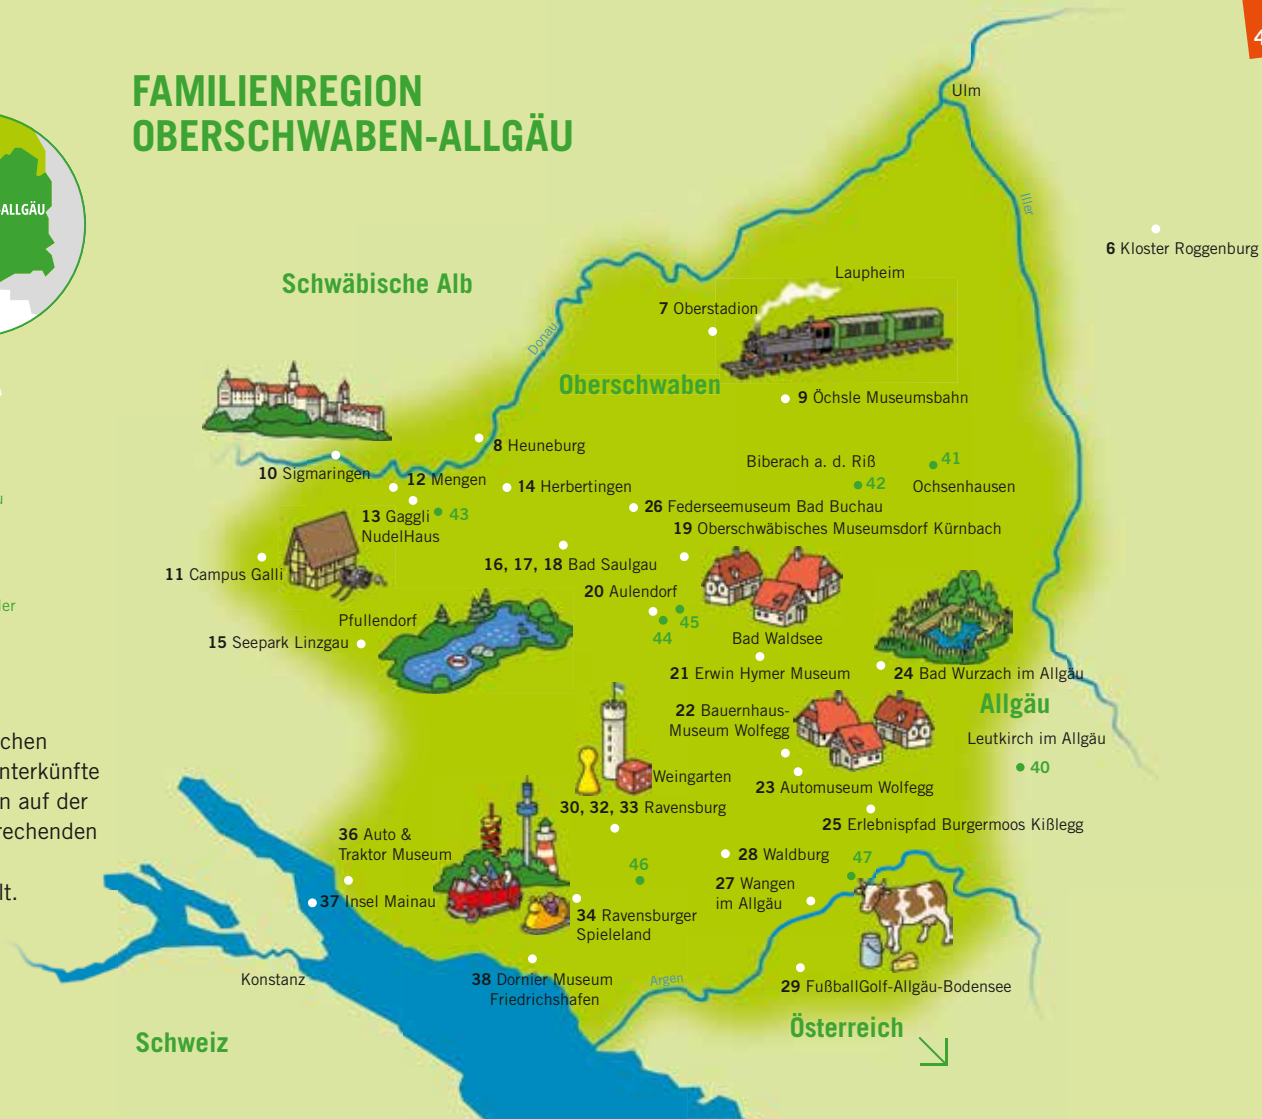 4
FAMILIENREGION
OBERSCHWABEN-ALLGÄU
-ALLGÄU
Ulm
Iller
6 Kloster Roggenburg
Schwäbische Alb
Laupheim
7 Oberstadion
Donau
Oberschwaben
9 Öchsle Museumsbahn
8 Heuneburg
10 Sigmaringen
12 Mengen
14 Herbertingen
Biberach a. d. Riß
41
42
Ochsenhausen
26 Federseemuseum Bad Buchau
13 Gaggli
NudelHaus
43
19 Oberschwäbisches Museumsdorf Kürnbach
16, 17, 18 Bad Saulgau
11 Campus Galli
20 Aulendorf
45
44
Pfullendorf
15 Seepark Linzgau
Bad Waldsee
21 Erwin Hymer Museum
24 Bad Wurzach im Allgäu
Allgäu
22 Bauernhaus-
Museum Wolfegg
Leutkirch im Allgäu
40
Weingarten
23 Automuseum Wolfegg
30, 32, 33 Ravensburg
25 Erlebnispfad Burgermoos Kißlegg
36 Auto &
Traktor Museum
28 Waldburg
47
46
27 Wangen
im Allgäu
37 Insel Mainau
34 Ravensburger
Spieleland
Konstanz
38 Dornier Museum
Friedrichshafen
Argen
29 FußballGolf-Allgäu-Bodensee
Österreich
Schweiz
u
ler
chen
nterkünfte
n auf der
rechenden
lt.